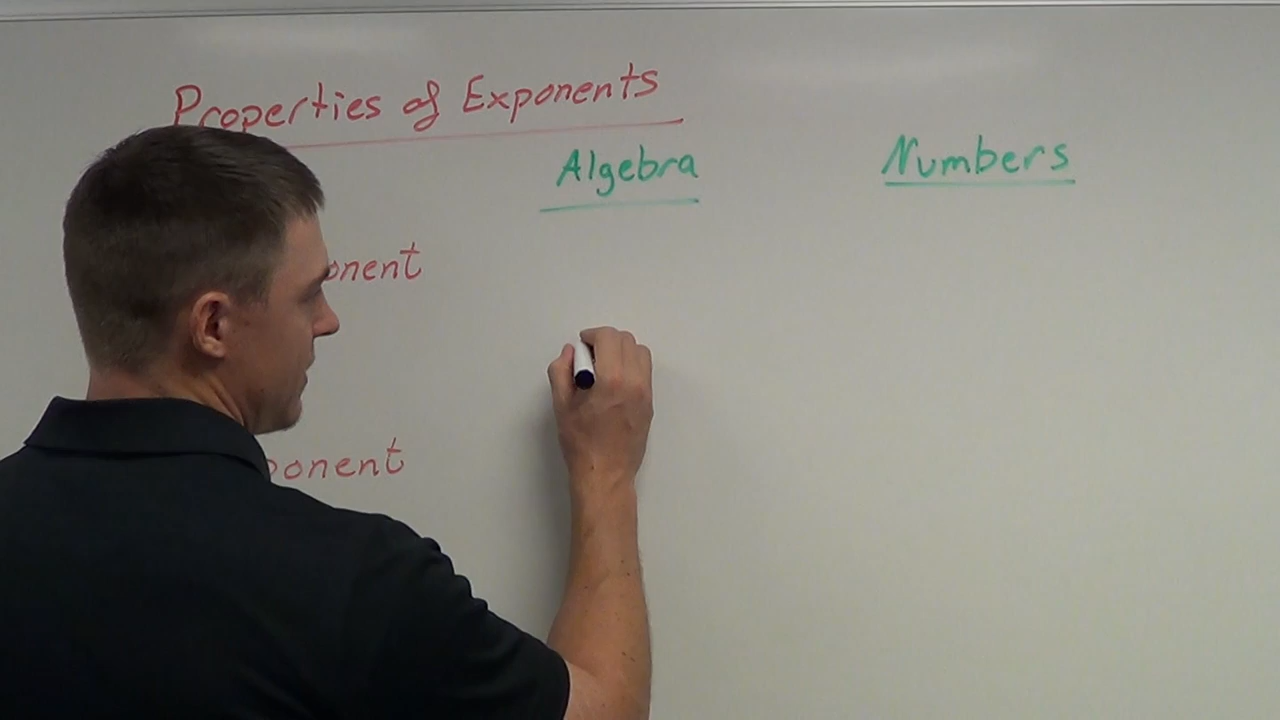 Properties of Exponents
Algebra
Numbers
onent
ponent